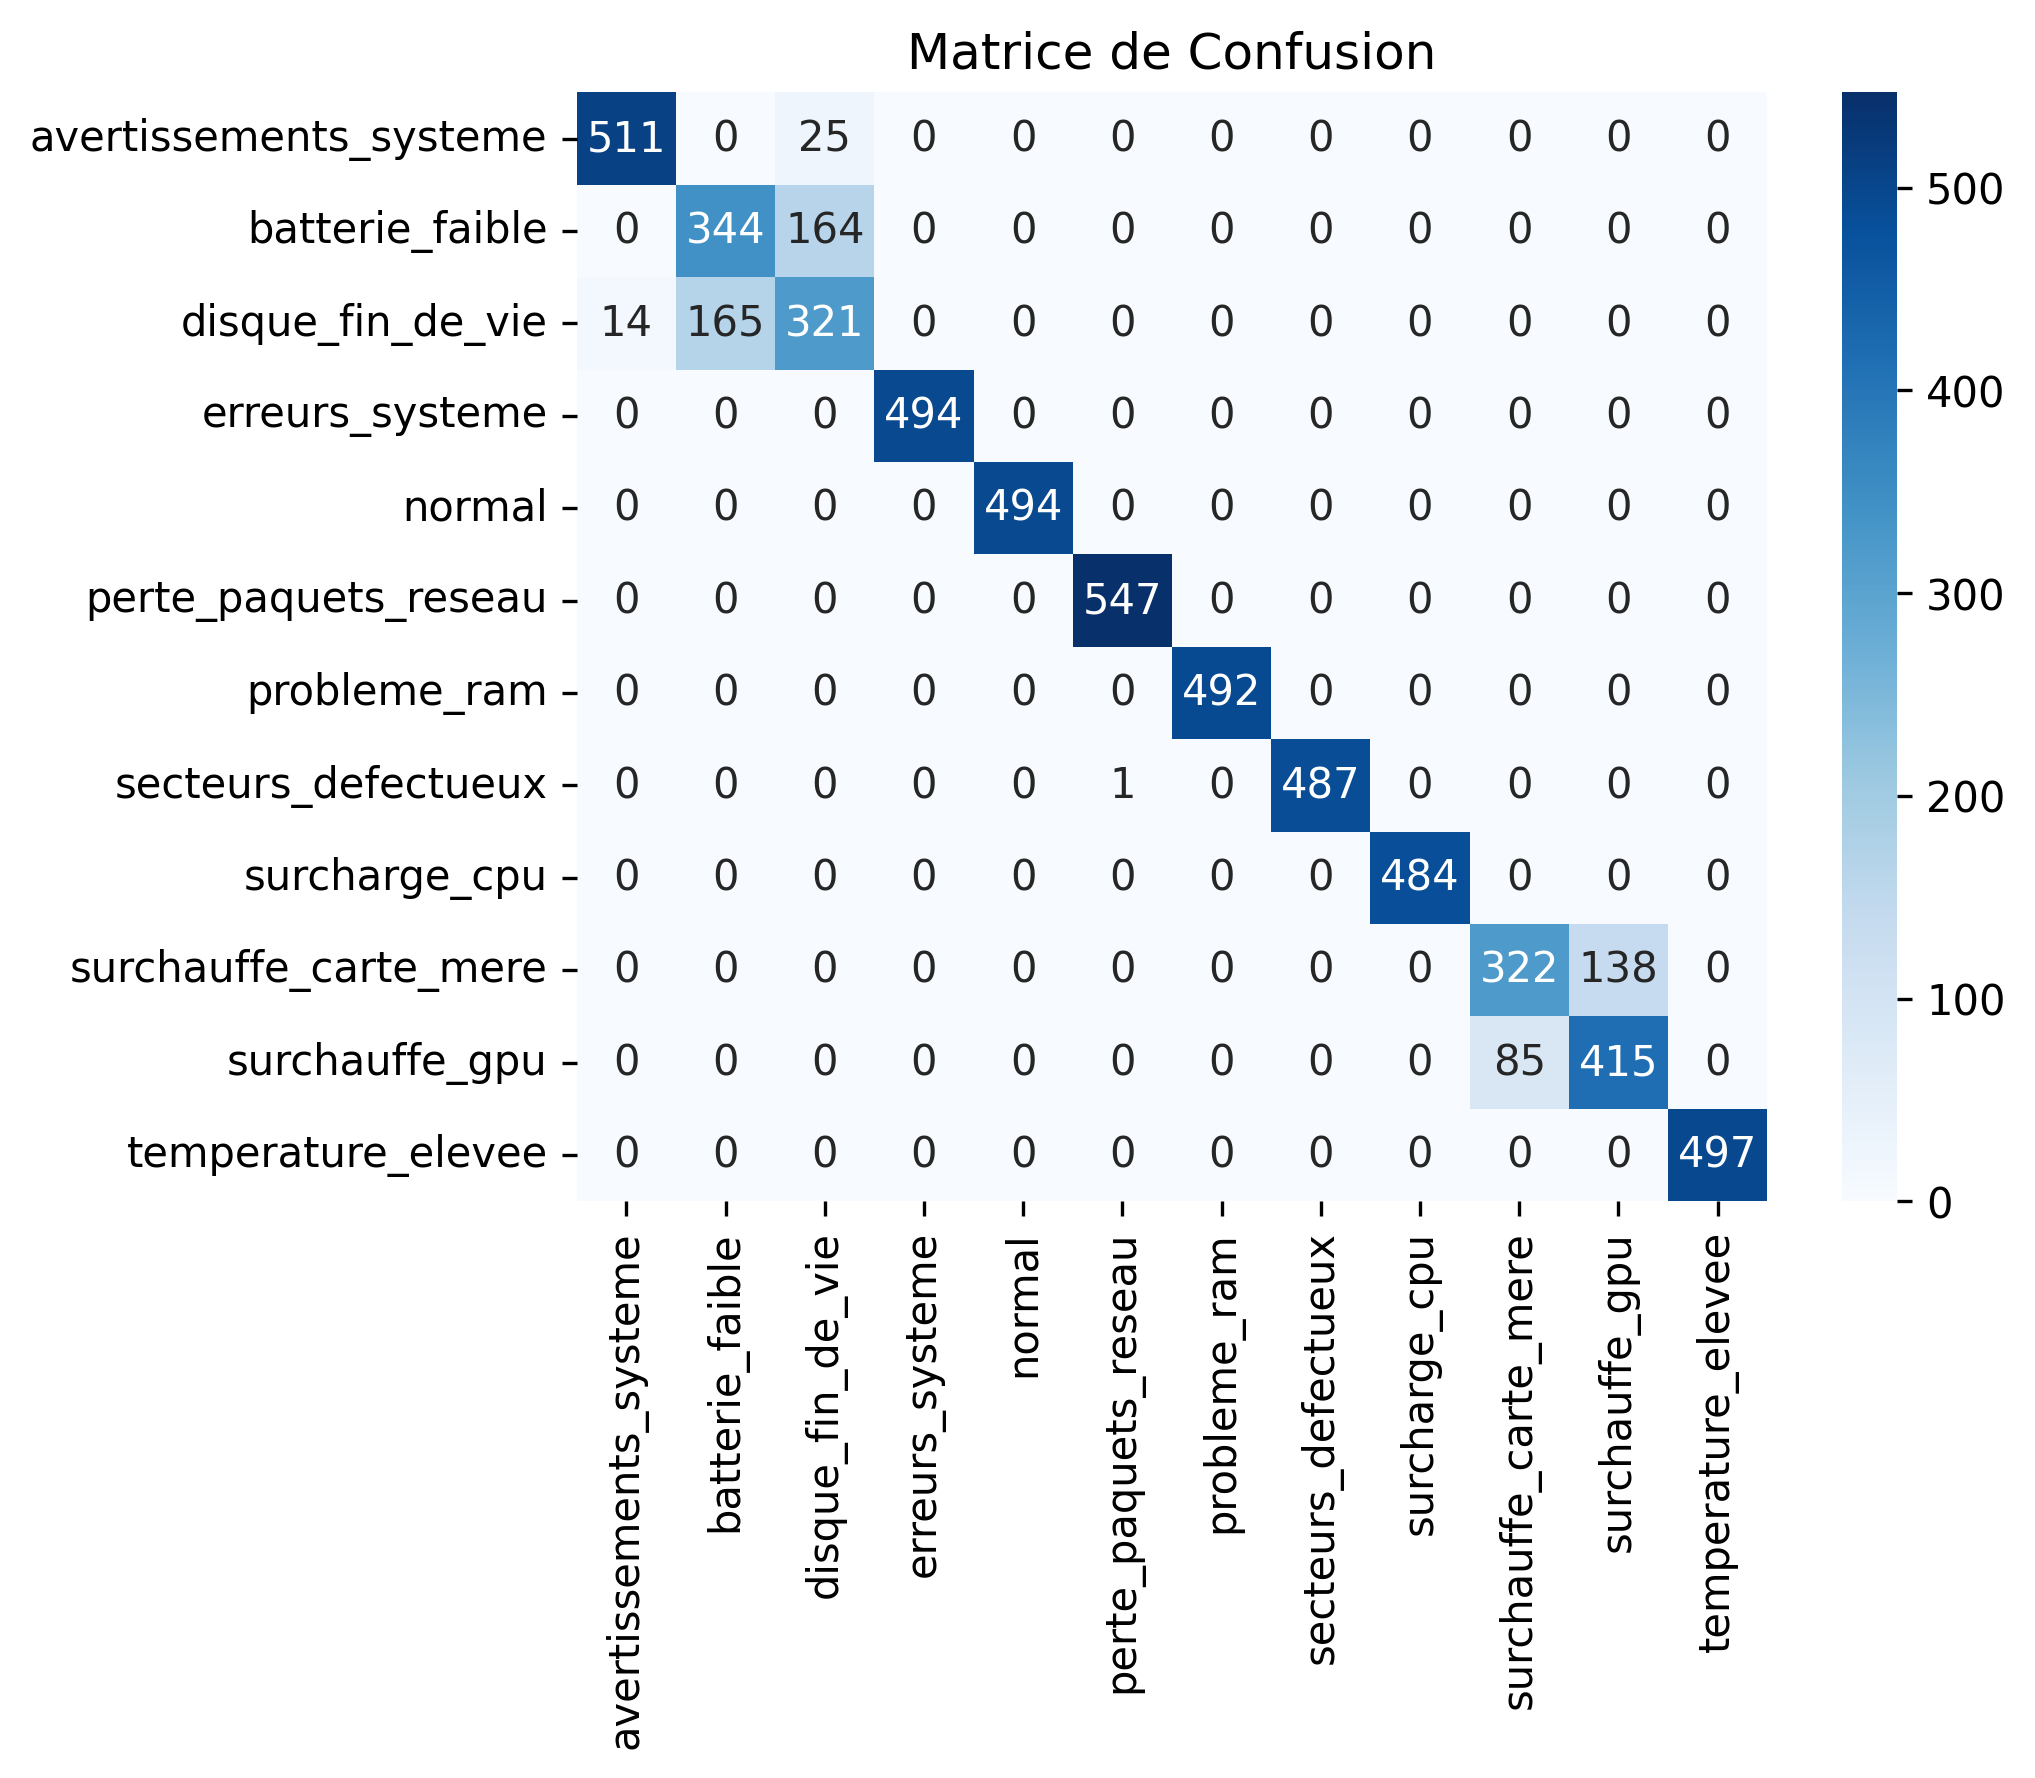 Matrice de Confusion
avertissements_systeme 511 0 25 0 0 0 0 0 0 0 0 0
batterie_faible 0 344 164 0 0 0 0 0 0 0 0 0
disque_fin_de_vie 14 165 321 0 0 0 0 0 0 0 0 0
erreurs_systeme 0 0 0 494 0 0 0 0 0 0 0 0
normal 0 0 0 0 494 0 0 0 0 0 0 0
perte_paquets_reseau 0 0 0 0 0 547 0 0 0 0 0 0
probleme_ram 0 0 0 0 0 0 492 0 0 0 0 0
secteurs_defectueux 0 0 0 0 0 1 0 487 0 0 0 0
surcharge_cpu 0 0 0 0 0 0 0 0 484 0 0 0
surchauffe_carte_mere 0 0 0 0 0 0 0 0 0 322 138 0
surchauffe_gpu 0 0 0 0 0 0 0 0 0 85 415 0
temperature_elevee 0 0 0 0 0 0 0 0 0 0 0 497
avertissements_systeme
batterie_faible
disque_fin_de_vie
erreurs_systeme
normal
perte_paquets_reseau
probleme_ram
secteurs_defectueux
surcharge_cpu
surchauffe_carte_mere
surchauffe_gpu
temperature_elevee
500
400
300
200
100
0